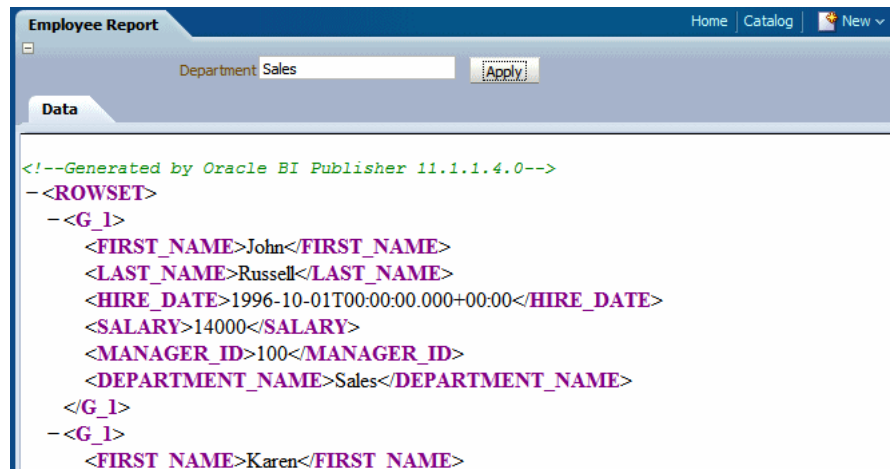 Employee Report Home Catalog New
Department Sales Apply
Data
<!--Generated by Oracle BI Publisher 11.1.1.4.0-->
−<ROWSET>
−<G_1>
<FIRST_NAME>John</FIRST_NAME>
<LAST_NAME>Russell</LAST_NAME>
<HIRE_DATE>1996-10-01T00:00:00.000+00:00</HIRE_DATE>
<SALARY>14000</SALARY>
<MANAGER_ID>100</MANAGER_ID>
<DEPARTMENT_NAME>Sales</DEPARTMENT_NAME>
</G_1>
−<G_1>
<FIRST_NAME>Karen</FIRST_NAME>